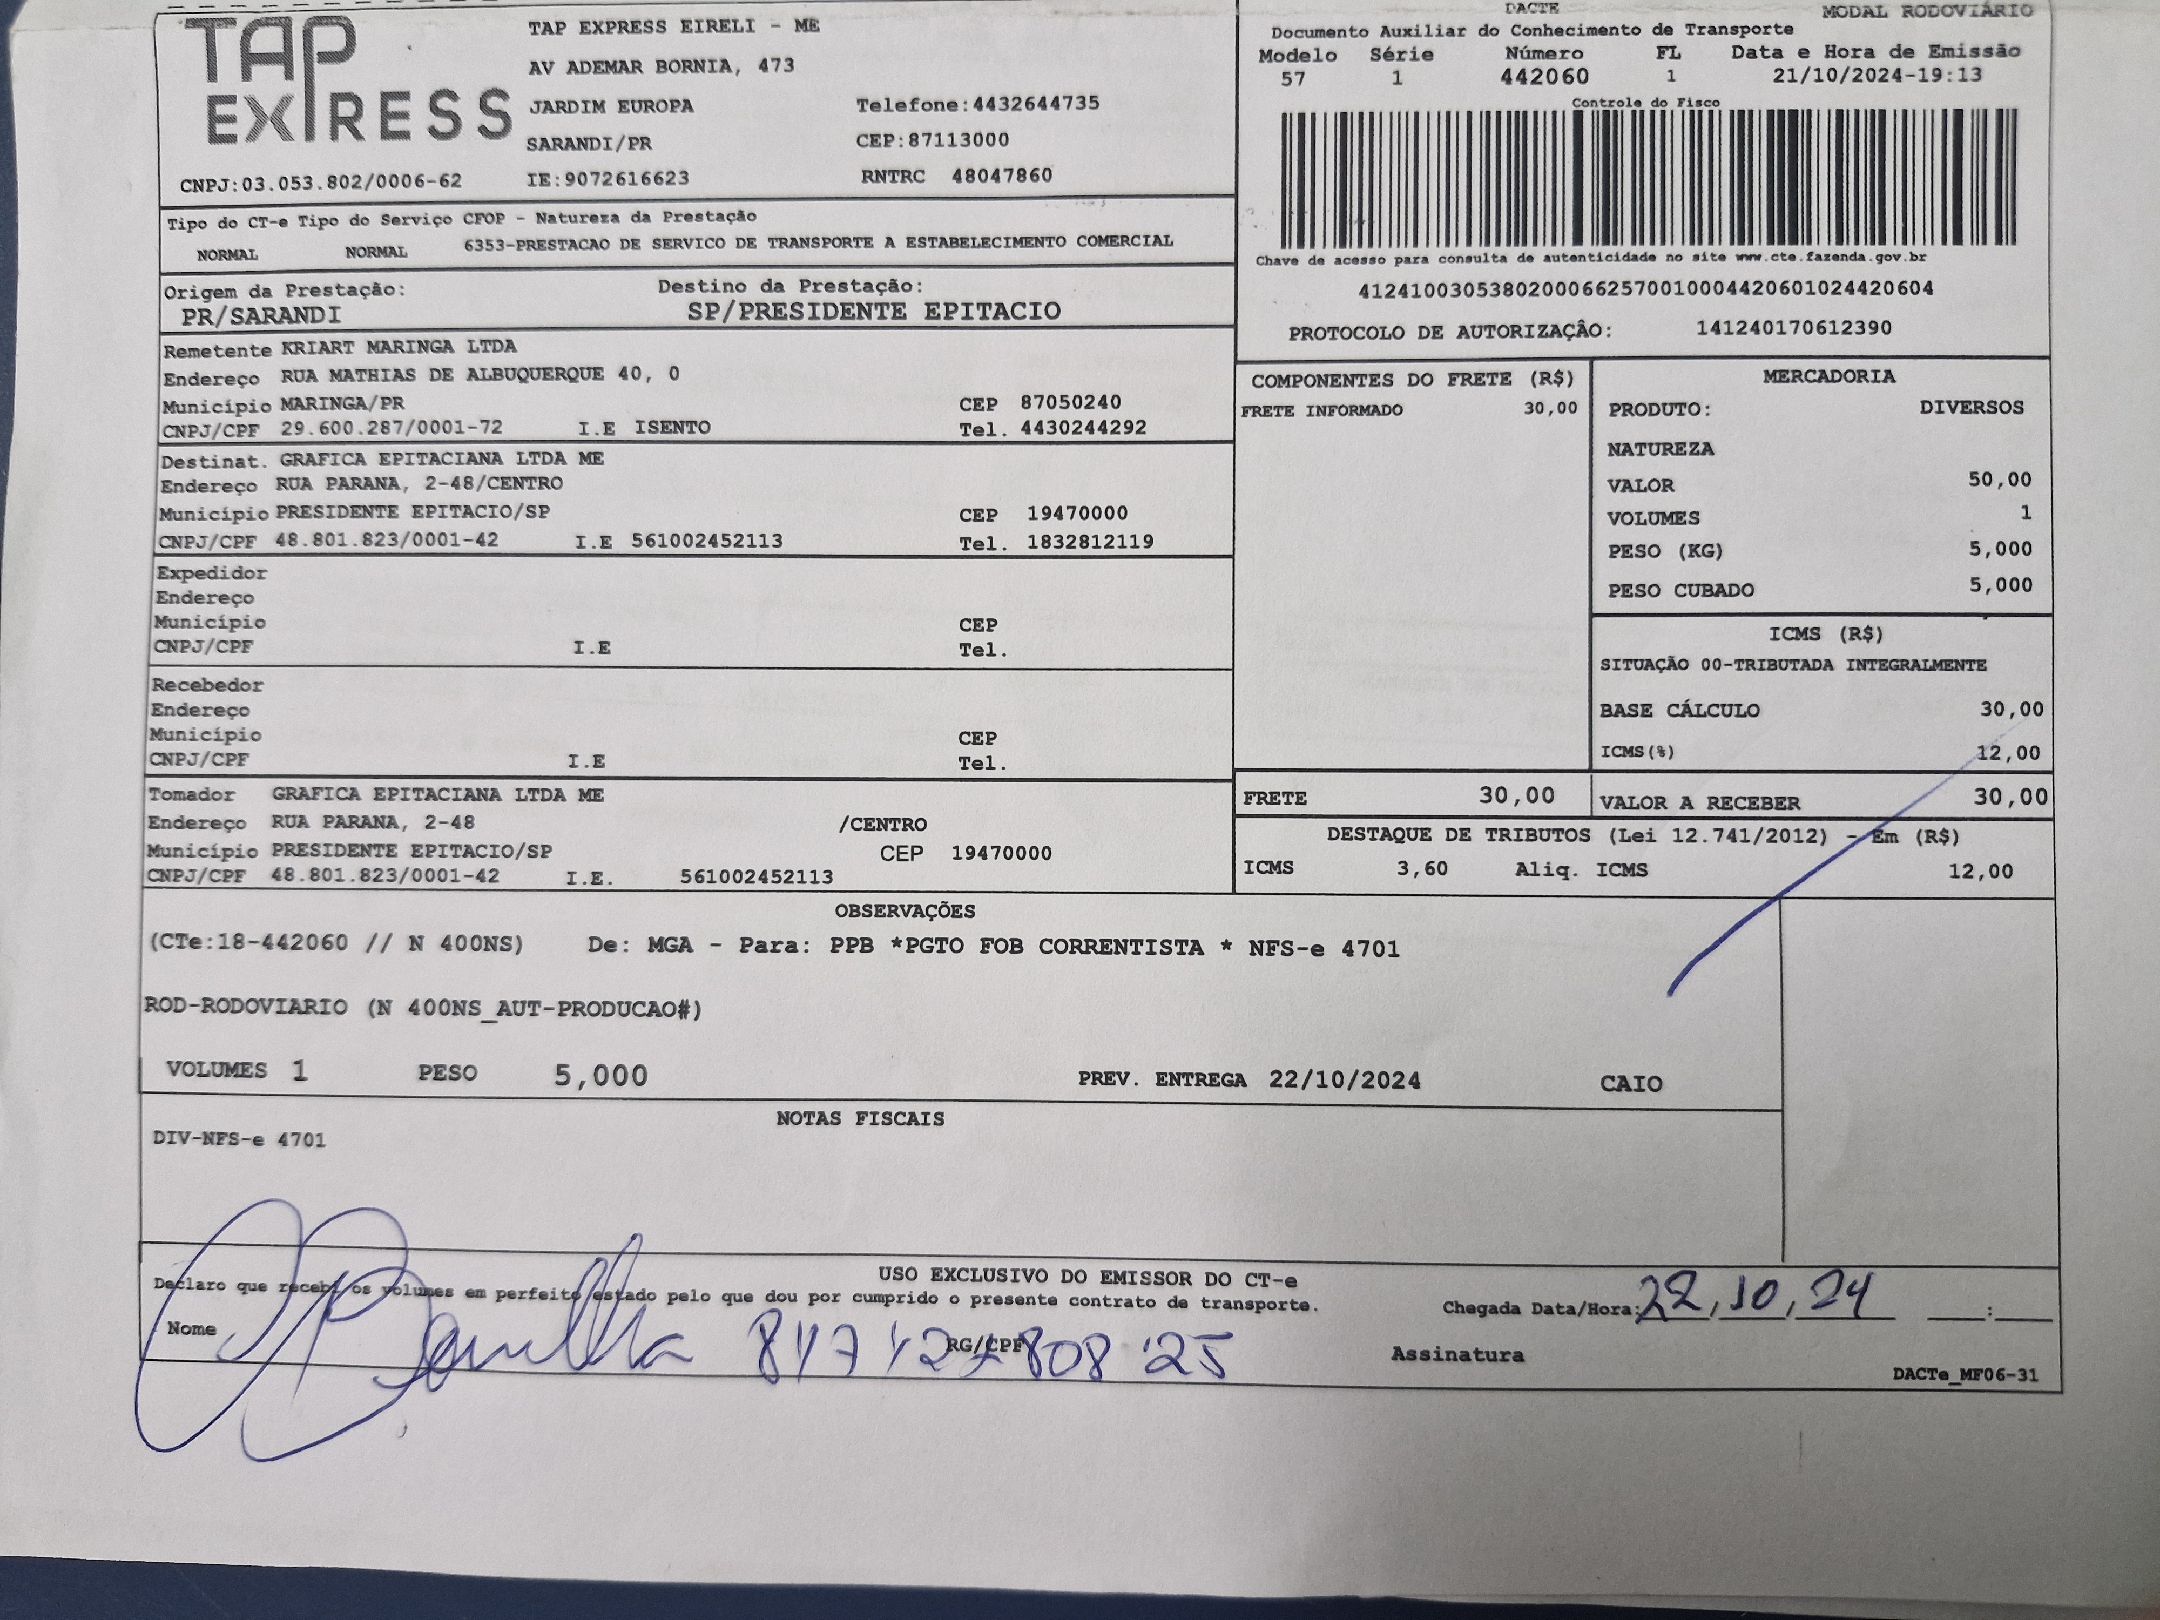 TAP EXPRESS
TAP EXPRESS EIRELI - ME
AV ADEMAR BORNIA, 473
JARDIM EUROPA Telefone:4432644735
SARANDI/PR CEP:87113000
CNPJ:03.053.802/0006-62 IE:9072616623 RNTRC 48047860
DACTE MODAL RODOVIÁRIO
Documento Auxiliar do Conhecimento de Transporte
Modelo Série Número FL Data e Hora de Emissão
57 1 442060 1 21/10/2024-19:13
Controle do Fisco
Chave de acesso para consulta de autenticidade no site www.cte.fazenda.gov.br
41241003053802000662570010004420601024420604
PROTOCOLO DE AUTORIZAÇÂO: 141240170612390
Tipo do CT-e Tipo do Serviço CFOP - Natureza da Prestação
NORMAL NORMAL 6353-PRESTACAO DE SERVICO DE TRANSPORTE A ESTABELECIMENTO COMERCIAL
Origem da Prestação: Destino da Prestação:
PR/SARANDI SP/PRESIDENTE EPITACIO
Remetente KRIART MARINGA LTDA
Endereço RUA MATHIAS DE ALBUQUERQUE 40, 0
Município MARINGA/PR CEP 87050240
CNPJ/CPF 29.600.287/0001-72 I.E ISENTO Tel. 4430244292
Destinat. GRAFICA EPITACIANA LTDA ME
Endereço RUA PARANA, 2-48/CENTRO
Município PRESIDENTE EPITACIO/SP CEP 19470000
CNPJ/CPF 48.801.823/0001-42 I.E 561002452113 Tel. 1832812119
Expedidor
Endereço
Município CEP
CNPJ/CPF I.E Tel.
Recebedor
Endereço
Município CEP
CNPJ/CPF I.E Tel.
Tomador GRAFICA EPITACIANA LTDA ME
Endereço RUA PARANA, 2-48 /CENTRO
Município PRESIDENTE EPITACIO/SP CEP 19470000
CNPJ/CPF 48.801.823/0001-42 I.E. 561002452113
COMPONENTES DO FRETE (R$)
FRETE INFORMADO 30,00
MERCADORIA
PRODUTO: DIVERSOS
NATUREZA
VALOR 50,00
VOLUMES 1
PESO (KG) 5,000
PESO CUBADO 5,000
ICMS (R$)
SITUAÇÃO 00-TRIBUTADA INTEGRALMENTE
BASE CÁLCULO 30,00
ICMS(%) 12,00
FRETE 30,00 VALOR A RECEBER 30,00
DESTAQUE DE TRIBUTOS (Lei 12.741/2012) - Em (R$)
ICMS 3,60 Aliq. ICMS 12,00
OBSERVAÇÕES
(CTe:18-442060 // N 400NS) De: MGA - Para: PPB *PGTO FOB CORRENTISTA * NFS-e 4701
ROD-RODOVIARIO (N 400NS_AUT-PRODUCAO#)
VOLUMES 1 PESO 5,000 PREV. ENTREGA 22/10/2024 CAIO
NOTAS FISCAIS
DIV-NFS-e 4701
USO EXCLUSIVO DO EMISSOR DO CT-e
Declaro que recebi os volumes em perfeito estado pelo que dou por cumprido o presente contrato de transporte.
Chegada Data/Hora: 22, 10, 24 :
Nome RG/CPF Assinatura
DACTe_MF06-31